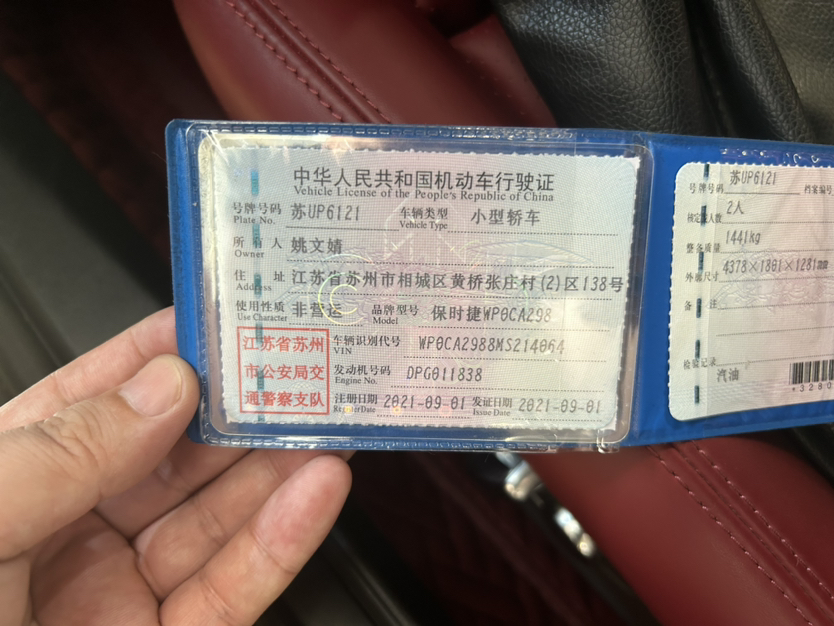 中华人民共和国机动车行驶证
Vehicle License of the People's Republic of China
号牌号码 苏UP6121 车辆类型 小型轿车
Plate No. Vehicle Type
所有人 姚文婧
Owner
住址 江苏省苏州市相城区黄桥张庄村(2)区138号
Address
使用性质 非营运 品牌型号 保时捷WP0CA298
Use Character Model
江苏省苏州
市公安局交
通警察支队
车辆识别代号 WP0CA2988MS214064
VIN
发动机号码 DPG011838
Engine No.
注册日期 2021-09-01 发证日期 2021-09-01
Register Date Issue Date
号牌号码 苏UP6121 档案编号
核定载人数 2人
整备质量 1441kg
外廓尺寸 4378×1801×1281mm
备注
检验记录
汽油